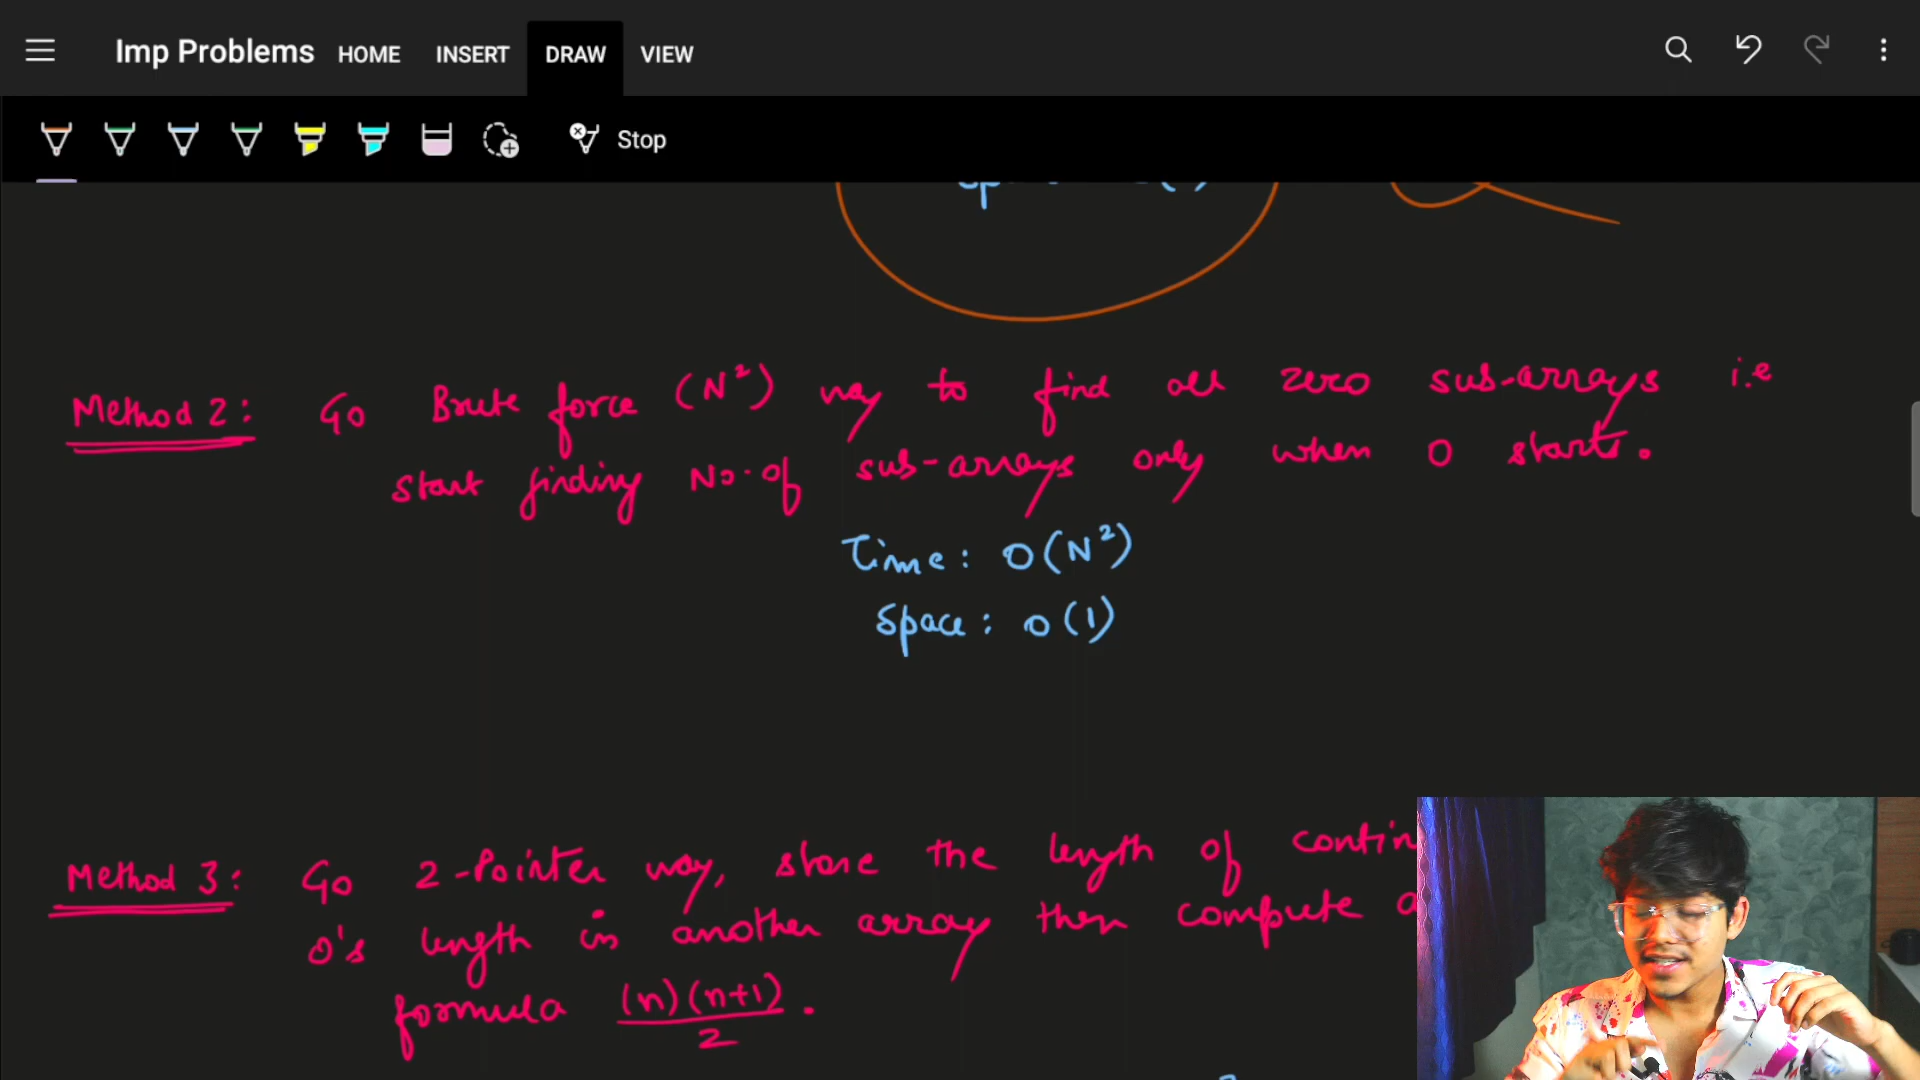 Imp Problems HOME INSERT DRAW VIEW
Stop
Method 2: Go Brute force (N²) way to find all zero sub-arrays i.e
start finding No. of sub-arrays only when 0 starts.
Time: O(N²)
Space: O(1)
Method 3: Go 2-Pointer way, store the length of contin
0's length in another array then compute
formula (n)(n+1)/2.